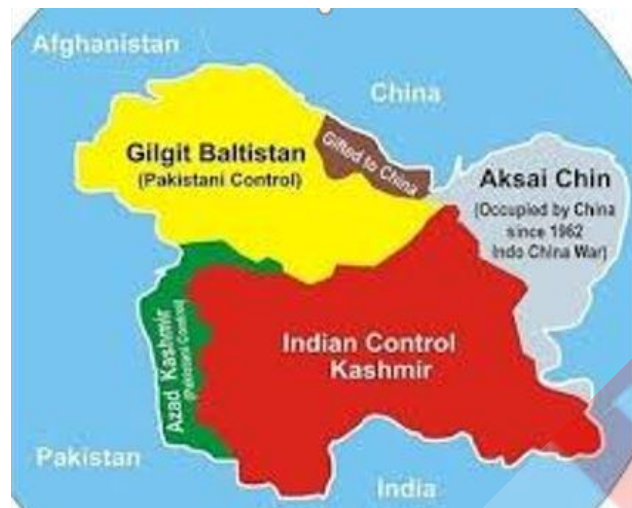 Afghanistan
China
Gilgit Baltistan
(Pakistani Control)
Gifted to China
Aksai Chin
(Occupied by China
since 1962
Indo China War)
Azad Kashmir
(Pakistani Control)
Indian Control
Kashmir
Pakistan
India